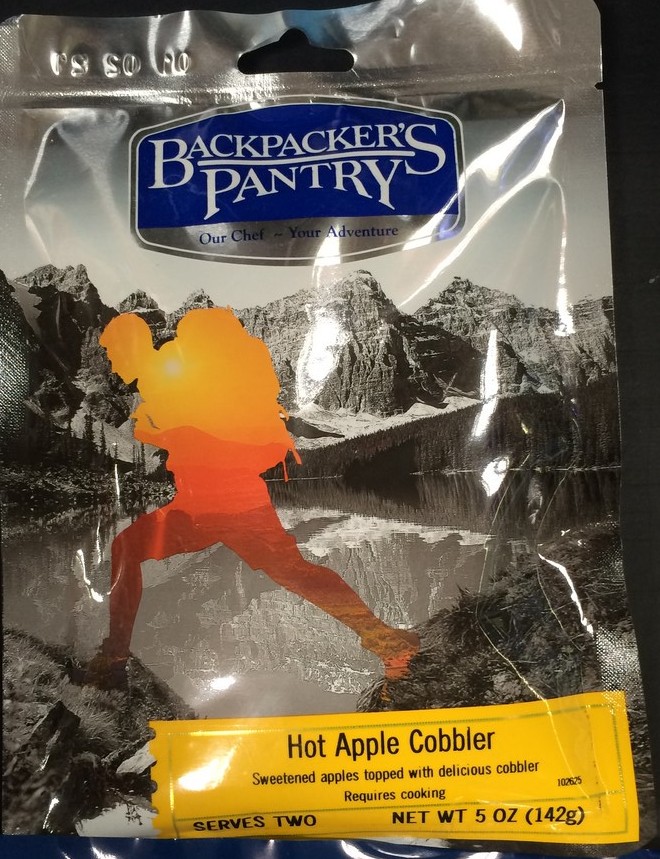 BACKPACKER'S
PANTRY
Our Chef ~ Your Adventure
Hot Apple Cobbler
Sweetened apples topped with delicious cobbler
102625
Requires cooking
SERVES TWO NET WT 5 OZ (142g)